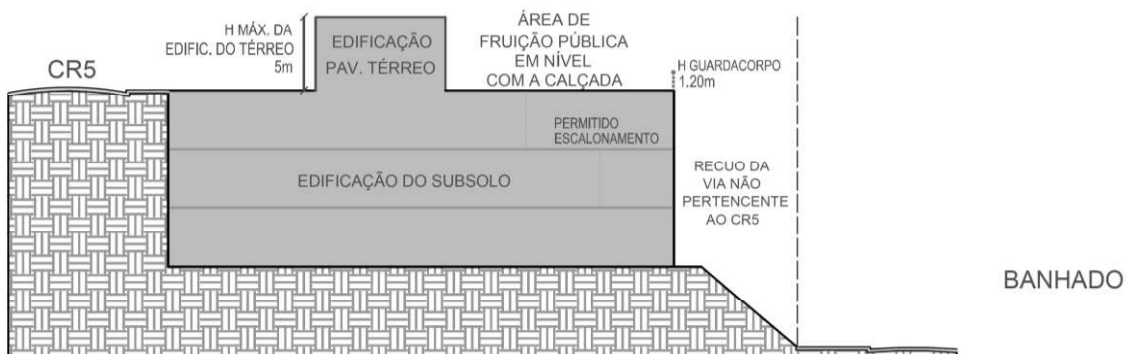 CR5
H MÁX. DA
EDIFIC. DO TÉRREO
5m
EDIFICAÇÃO
PAV. TÉRREO
ÁREA DE
FRUIÇÃO PÚBLICA
EM NÍVEL
COM A CALÇADA
H GUARDACORPO
1.20m
PERMITIDO
ESCALONAMENTO
EDIFICAÇÃO DO SUBSOLO
RECUO DA
VIA NÃO
PERTENCENTE
AO CR5
BANHADO